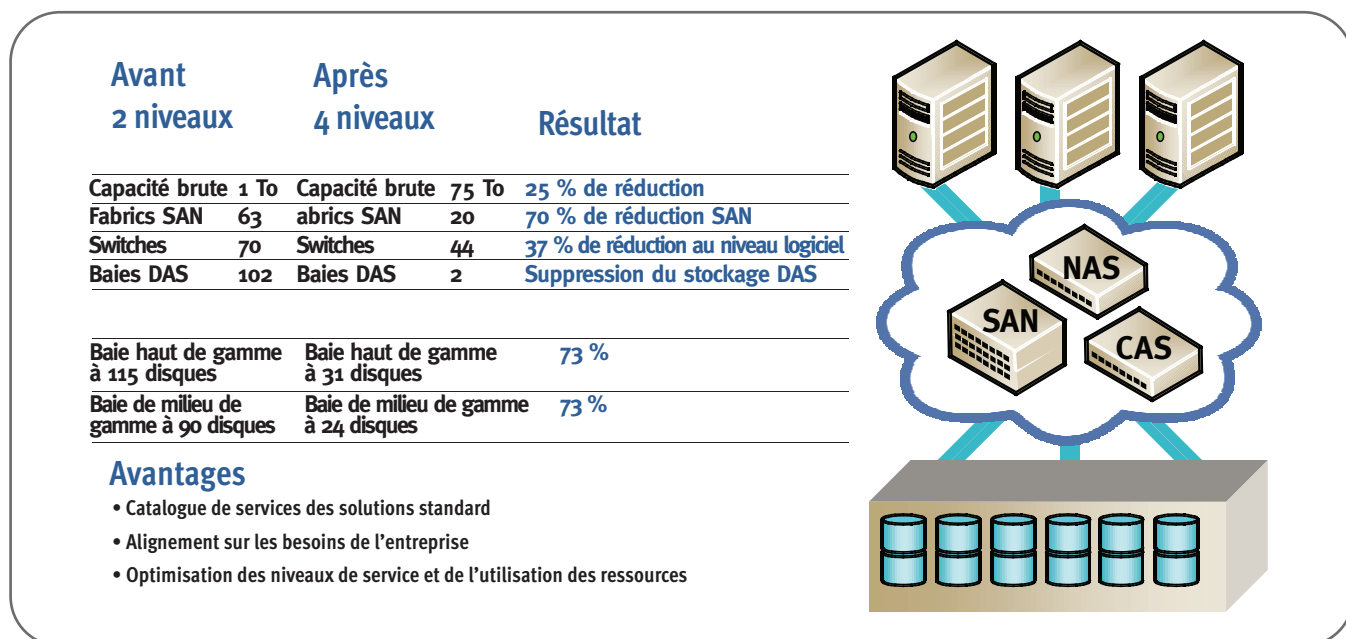 Avant Après
2 niveaux 4 niveaux Résultat
Capacité brute 1 To Capacité brute 75 To 25 % de réduction
Fabrics SAN 63 abrics SAN 20 70 % de réduction SAN
Switches 70 Switches 44 37 % de réduction au niveau logiciel
Baies DAS 102 Baies DAS 2 Suppression du stockage DAS
Baie haut de gamme Baie haut de gamme 73 %
à 115 disques à 31 disques
Baie de milieu de Baie de milieu de gamme 73 %
gamme à 90 disques à 24 disques
Avantages
• Catalogue de services des solutions standard
• Alignement sur les besoins de l'entreprise
• Optimisation des niveaux de service et de l'utilisation des ressources
NAS
SAN
CAS